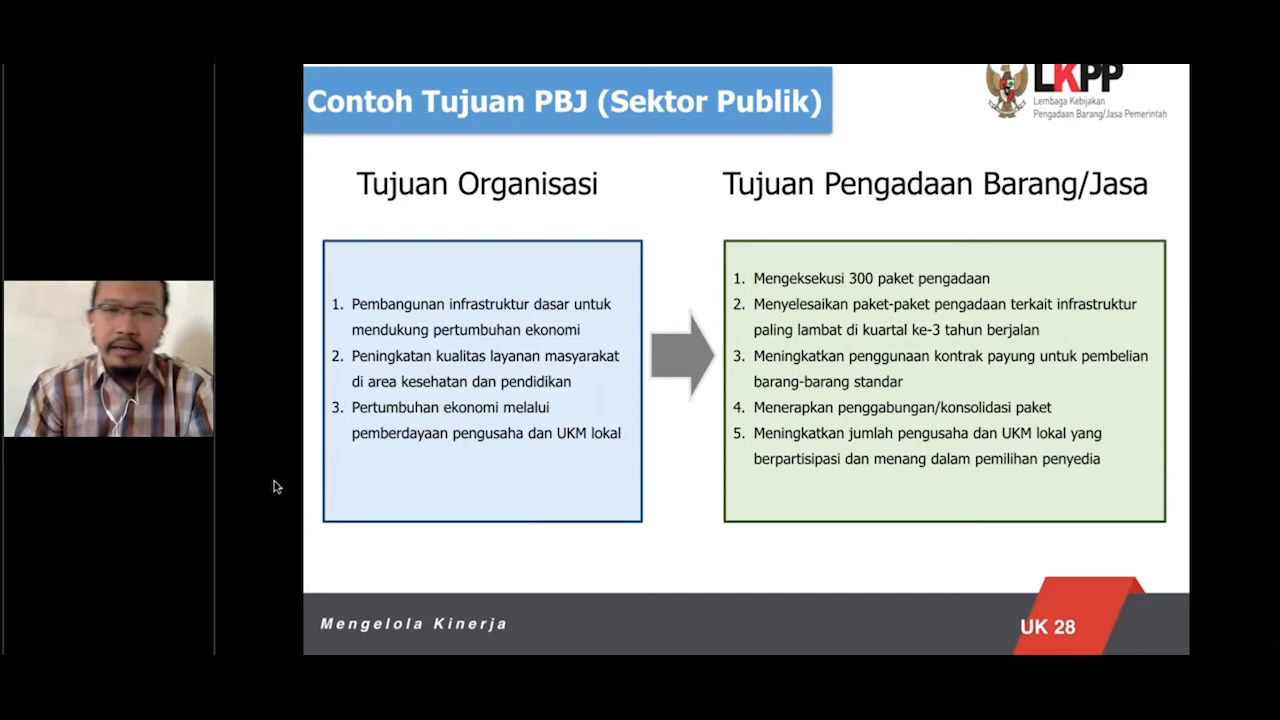 Contoh Tujuan PBJ (Sektor Publik)
LKPP
Lembaga Kebijakan
Pengadaan Barang/Jasa Pemerintah
Tujuan Organisasi
1. Pembangunan infrastruktur dasar untuk
mendukung pertumbuhan ekonomi
2. Peningkatan kualitas layanan masyarakat
di area kesehatan dan pendidikan
3. Pertumbuhan ekonomi melalui
pemberdayaan pengusaha dan UKM lokal
Tujuan Pengadaan Barang/Jasa
1. Mengeksekusi 300 paket pengadaan
2. Menyelesaikan paket-paket pengadaan terkait infrastruktur
paling lambat di kuartal ke-3 tahun berjalan
3. Meningkatkan penggunaan kontrak payung untuk pembelian
barang-barang standar
4. Menerapkan penggabungan/konsolidasi paket
5. Meningkatkan jumlah pengusaha dan UKM lokal yang
berpartisipasi dan menang dalam pemilihan penyedia
Mengelola Kinerja
UK 28